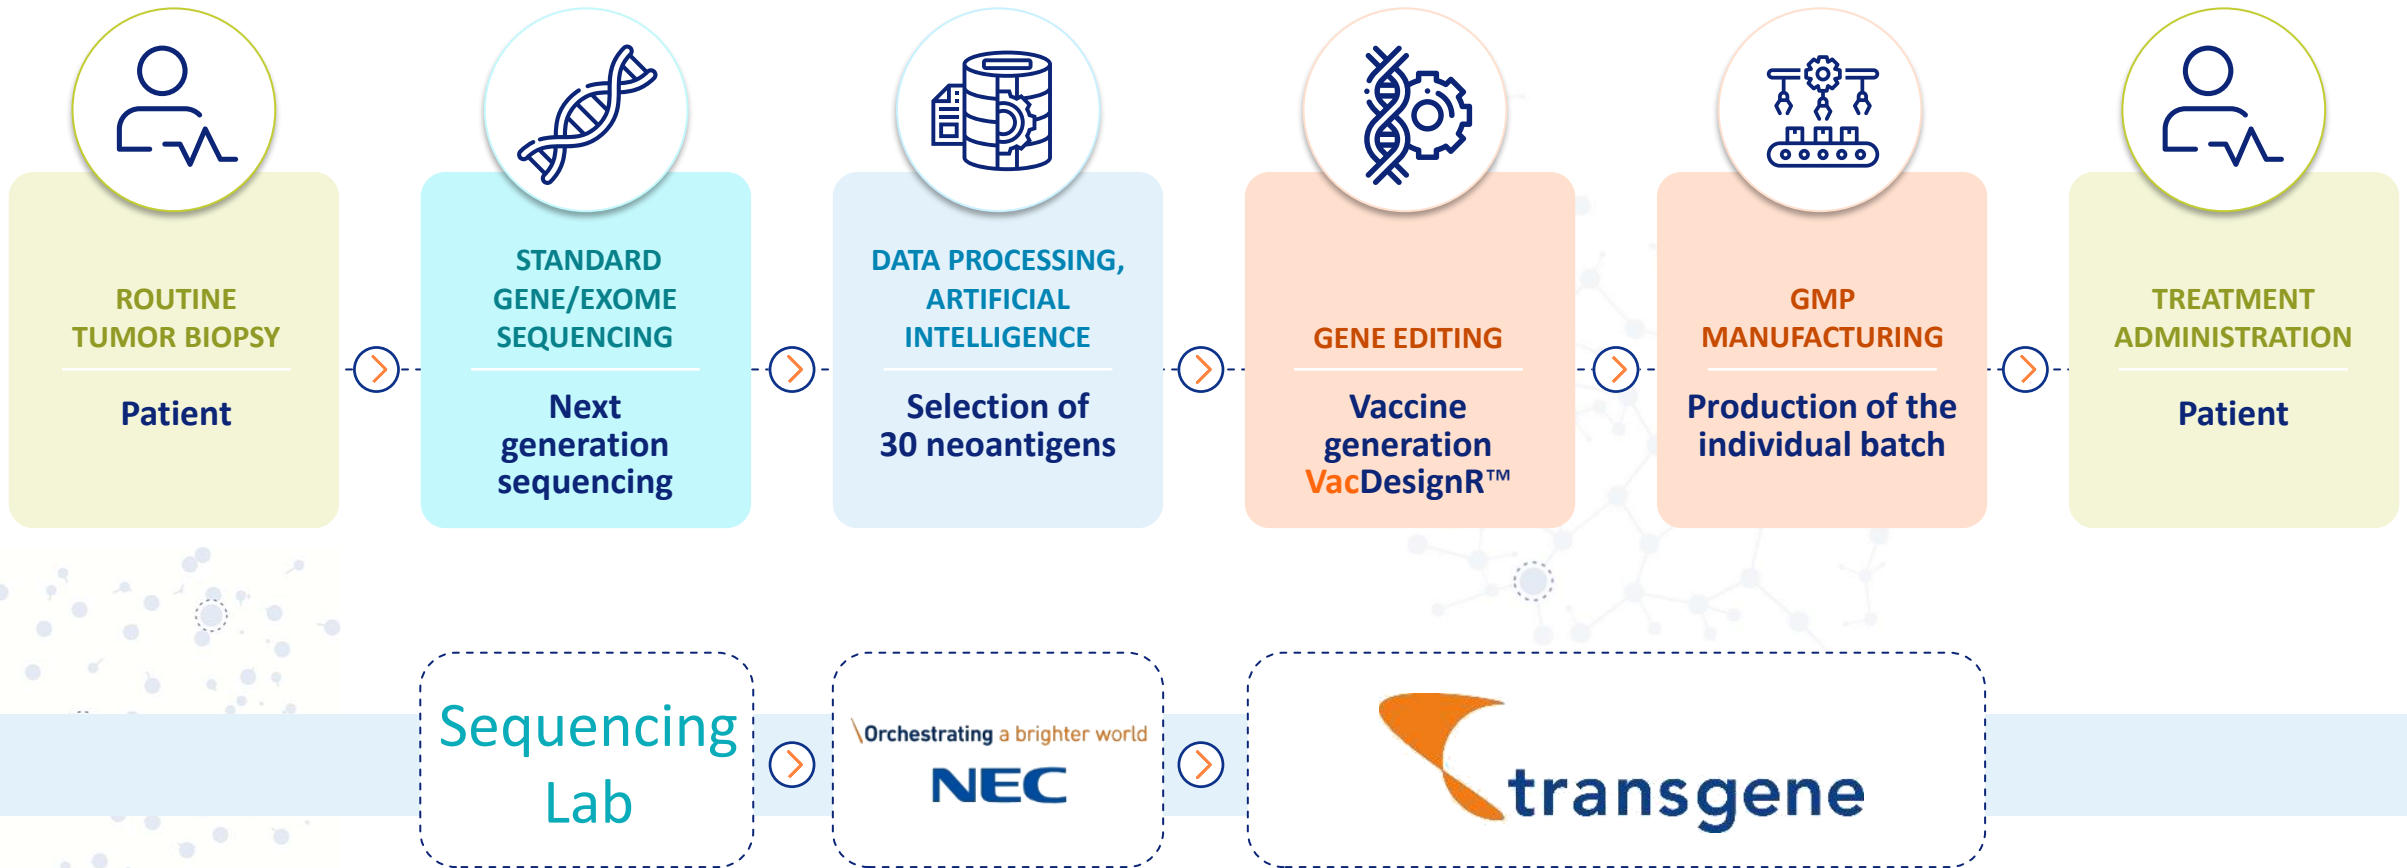 ROUTINE
TUMOR BIOPSY
Patient
STANDARD
GENE/EXOME
SEQUENCING
Next
generation
sequencing
DATA PROCESSING,
ARTIFICIAL
INTELLIGENCE
Selection of
30 neoantigens
GENE EDITING
Vaccine
generation
VacDesignR™
GMP
MANUFACTURING
Production of the
individual batch
TREATMENT
ADMINISTRATION
Patient
Sequencing
Lab
\Orchestrating a brighter world
NEC
transgene